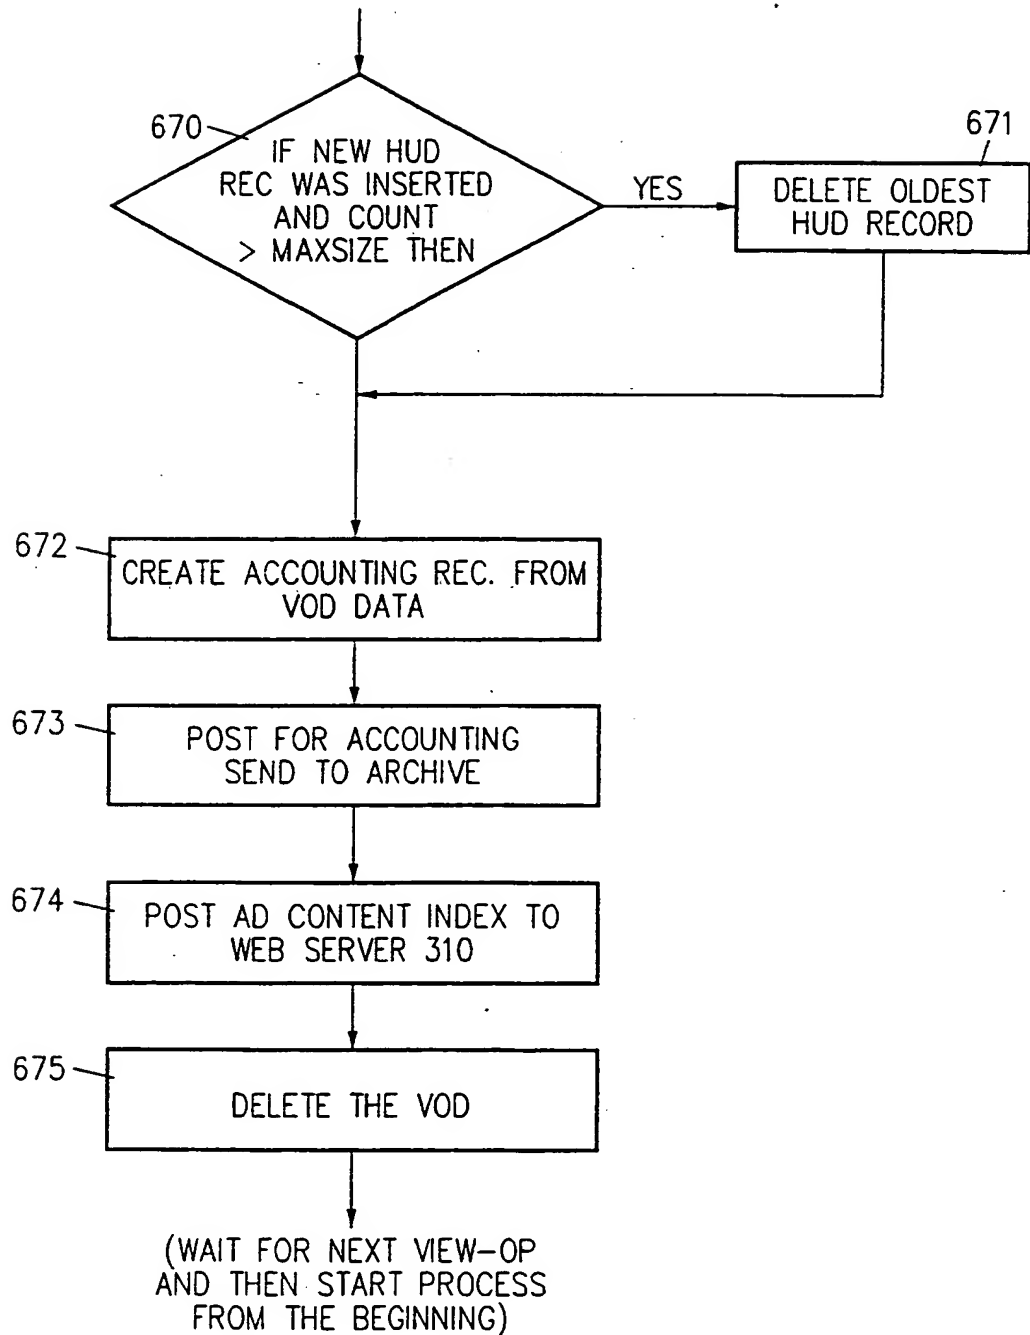 670
IF NEW HUD
REC WAS INSERTED
AND COUNT
> MAXSIZE THEN
YES
671
DELETE OLDEST
HUD RECORD
672
CREATE ACCOUNTING REC. FROM
VOD DATA
673
POST FOR ACCOUNTING
SEND TO ARCHIVE
674
POST AD CONTENT INDEX TO
WEB SERVER 310
675
DELETE THE VOD
(WAIT FOR NEXT VIEW-OP
AND THEN START PROCESS
FROM THE BEGINNING)